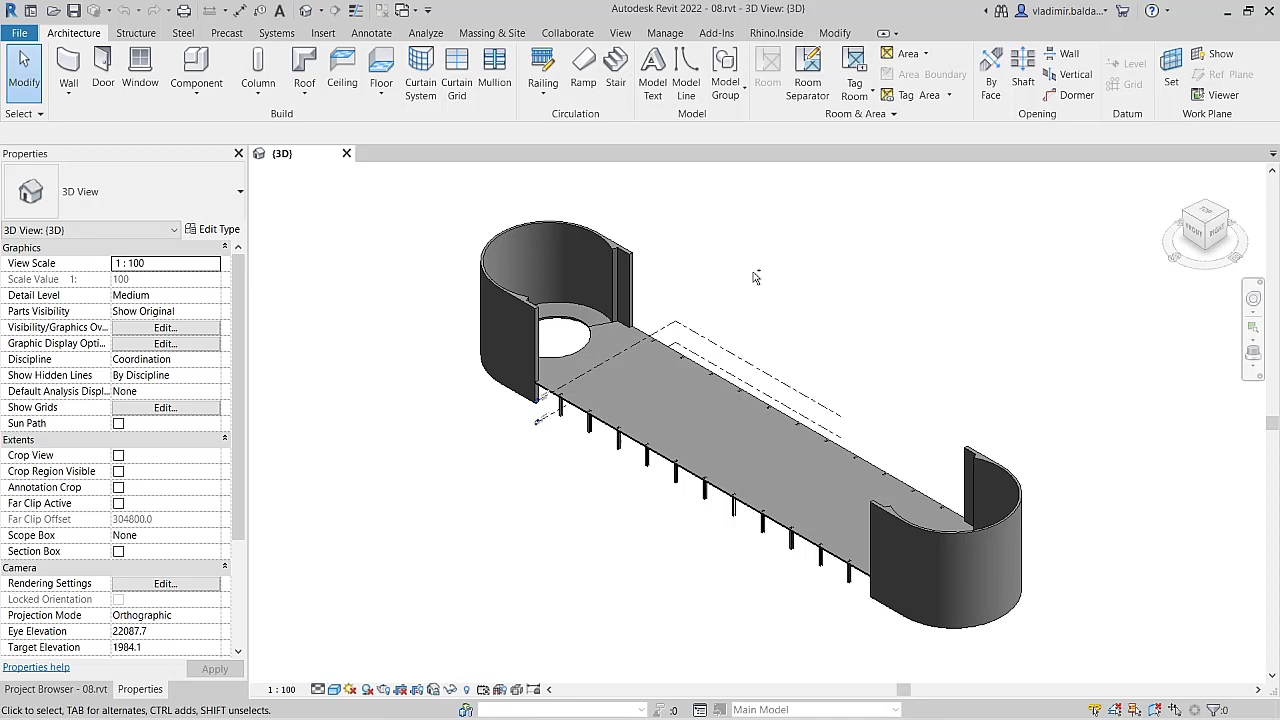 Autodesk Revit 2022 - 08.rvt - 3D View: {3D}
vladimir.balda...
File Architecture Structure Steel Precast Systems Insert Annotate Analyze Massing & Site Collaborate View Manage Add-Ins Rhino.Inside Modify
Modify Wall Door Window Component Column Roof Ceiling Floor Curtain System Curtain Grid Mullion Railing Ramp Stair Model Text Model Line Model Group Room Room Separator Tag Room
Area
Area Boundary
Tag Area
By Face Shaft
Wall
Vertical
Dormer
Level
Grid
Set
Show
Ref Plane
Viewer
Select Build Circulation Model Room & Area Opening Datum Work Plane
Properties
{3D}
3D View
3D View: {3D} Edit Type
Graphics
View Scale 1 : 100
Scale Value 1: 100
Detail Level Medium
Parts Visibility Show Original
Visibility/Graphics Ov... Edit...
Graphic Display Opti... Edit...
Discipline Coordination
Show Hidden Lines By Discipline
Default Analysis Displ... None
Show Grids Edit...
Sun Path
Extents
Crop View
Crop Region Visible
Annotation Crop
Far Clip Active
Far Clip Offset 304800.0
Scope Box None
Section Box
Camera
Rendering Settings Edit...
Locked Orientation
Projection Mode Orthographic
Eye Elevation 22087.7
Target Elevation 1984.1
Properties help Apply
TOP
FRONT RIGHT
Project Browser - 08.rvt Properties
1 : 100
Click to select, TAB for alternates, CTRL adds, SHIFT unselects.
:0
Main Model
:0